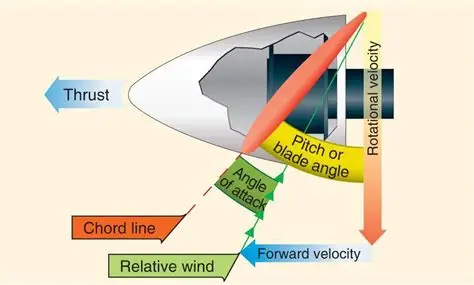 Thrust
Rotational velocity
Pitch or
blade angle
Angle
of attack
Chord line
Forward velocity
Relative wind